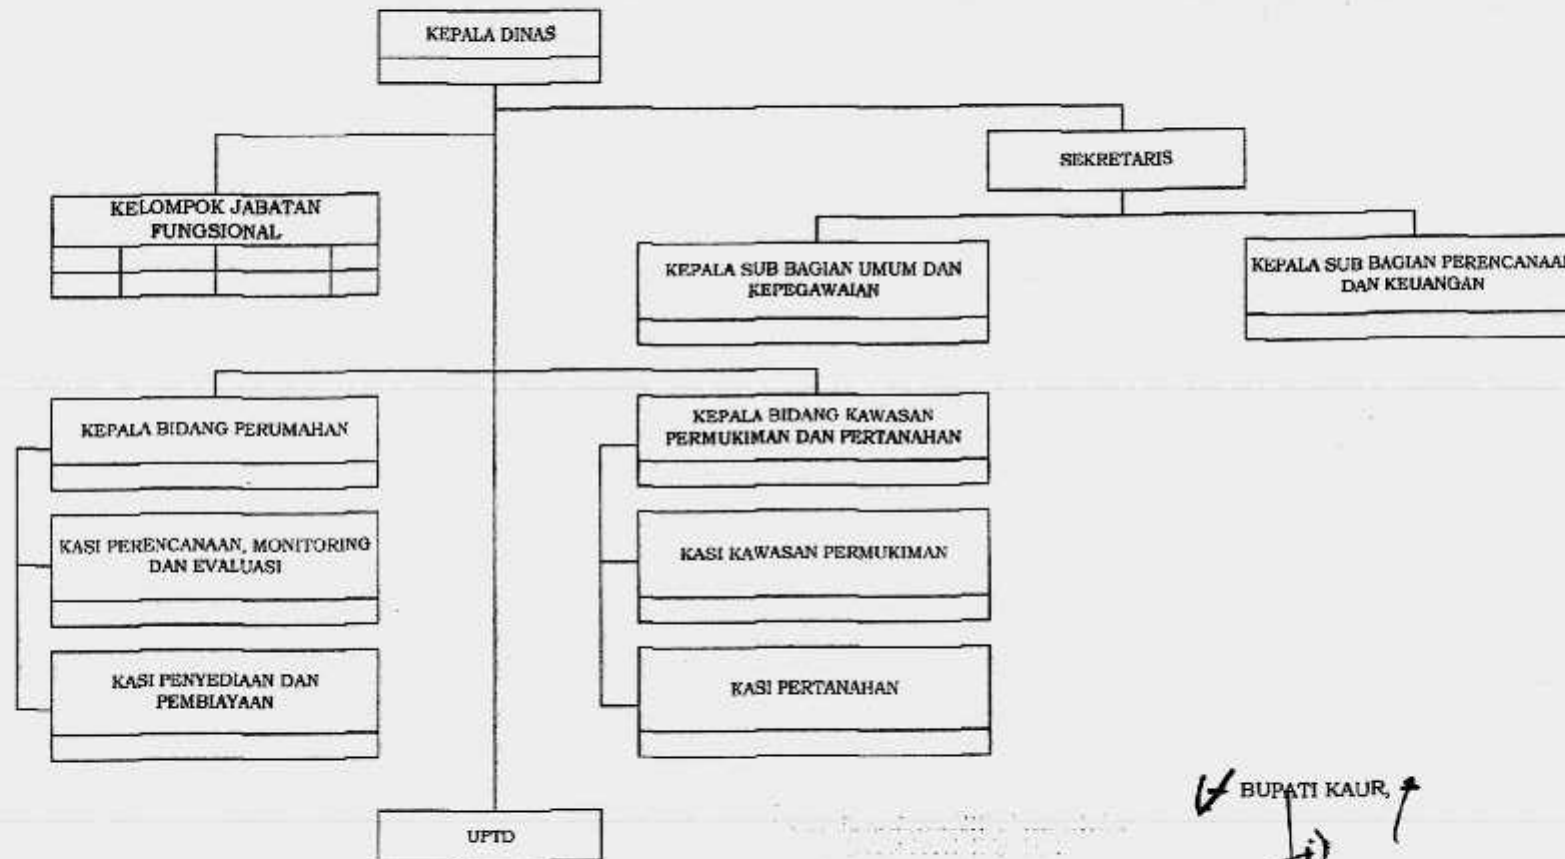 KEPALA DINAS
SEKRETARIS
KELOMPOK JABATAN
FUNGSIONAL
KEPALA SUB BAGIAN UMUM DAN
KEPEGAWAIAN
KEPALA SUB BAGIAN PERENCANAAN
DAN KEUANGAN
KEPALA BIDANG PERUMAHAN
KEPALA BIDANG KAWASAN
PERMUKIMAN DAN PERTANAHAN
KASI PERENCANAAN, MONITORING
DAN EVALUASI
KASI KAWASAN PERMUKIMAN
KASI PENYEDIAAN DAN
PEMBIAYAAN
KASI PERTANAHAN
BUPATI KAUR,
UPTD